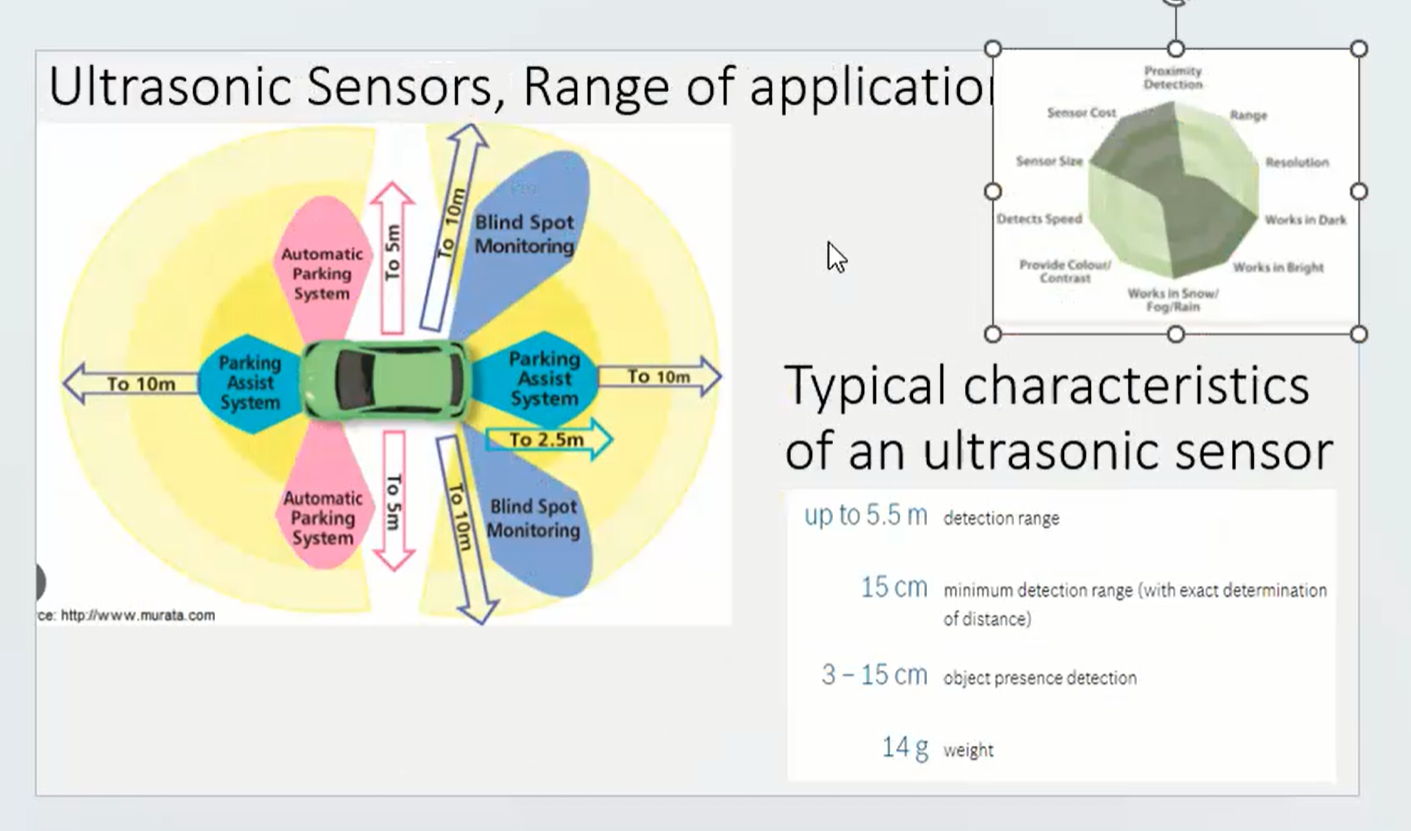 Ultrasonic Sensors, Range of applicatio
Proximity
Detection
Sensor Cost
Range
Sensor Size
Resolution
Detects Speed
Works in Dark
Provide Colour/
Contrast
Works in Bright
Works in Snow/
Fog/Rain
To 5m
To 10m
Blind Spot
Monitoring
Automatic
Parking
System
Parking
Assist
System
Parking
Assist
System
To 10m
To 10m
To 2.5m
Automatic
Parking
System
To 5m
To 10m
Blind Spot
Monitoring
ce: http://www.murata.com
Typical characteristics
of an ultrasonic sensor
up to 5.5 m detection range
15 cm minimum detection range (with exact determination
of distance)
3 – 15 cm object presence detection
14 g weight